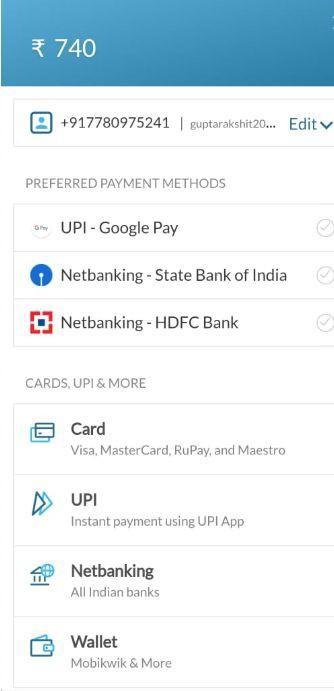 ₹ 740
+917780975241 | guptarakshit20... Edit
PREFERRED PAYMENT METHODS
G Pay UPI - Google Pay
Netbanking - State Bank of India
Netbanking - HDFC Bank
CARDS, UPI & MORE
Card
Visa, MasterCard, RuPay, and Maestro
UPI
Instant payment using UPI App
Netbanking
All Indian banks
Wallet
Mobikwik & More